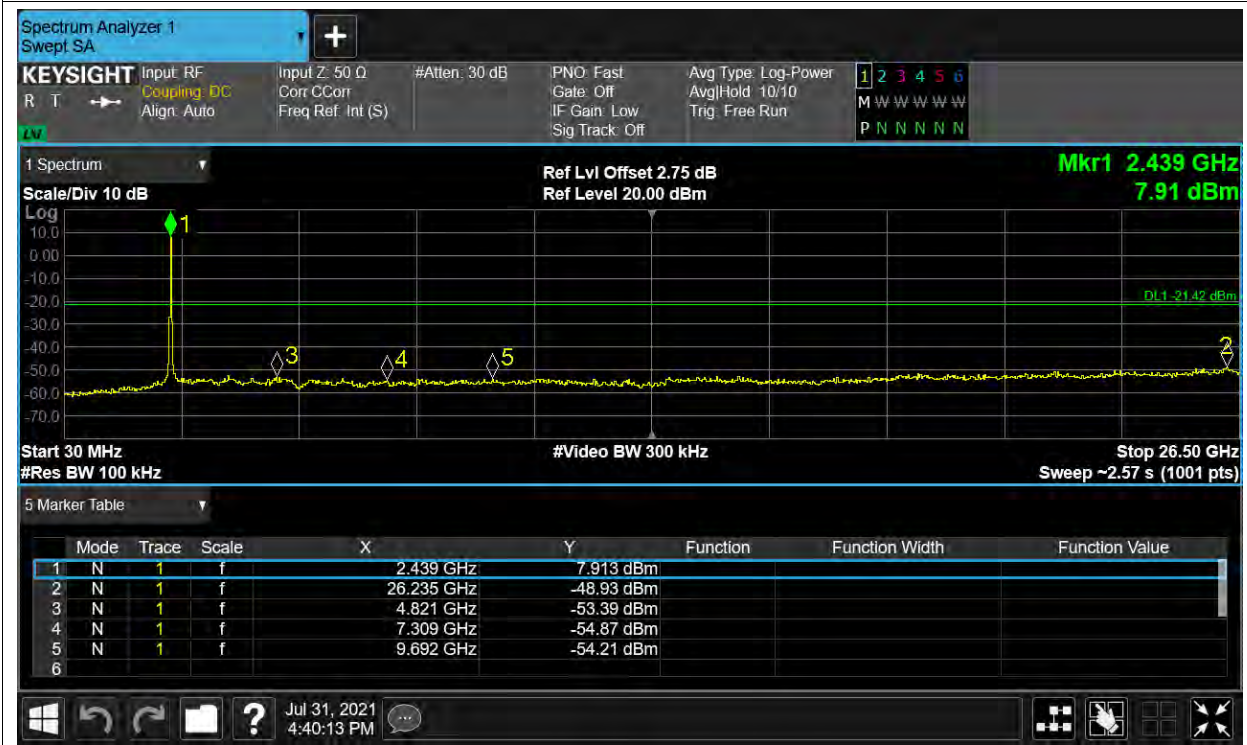 Spectrum Analyzer 1
Swept SA
+
KEYSIGHT Input: RF Input Z: 50 Ω #Atten: 30 dB PNO: Fast Avg Type: Log-Power 1 2 3 4 5 6
R T Coupling: DC Corr CCorr Gate: Off Avg|Hold: 10/10 M W W W W W
Align: Auto Freq Ref: Int (S) IF Gain: Low Trig: Free Run
LXI Sig Track: Off P N N N N N
1 Spectrum Ref Lvl Offset 2.75 dB Mkr1 2.439 GHz
Scale/Div 10 dB Ref Level 20.00 dBm 7.91 dBm
Log
1
10.0
0.00
-10.0
-20.0
DL1 -21.42 dBm
-30.0
-40.0
3 4 5 2
-50.0
-60.0
-70.0
Start 30 MHz #Video BW 300 kHz Stop 26.50 GHz
#Res BW 100 kHz Sweep ~2.57 s (1001 pts)
5 Marker Table
Mode Trace Scale X Y Function Function Width Function Value
1 N 1 f 2.439 GHz 7.913 dBm
2 N 1 f 26.235 GHz -48.93 dBm
3 N 1 f 4.821 GHz -53.39 dBm
4 N 1 f 7.309 GHz -54.87 dBm
5 N 1 f 9.692 GHz -54.21 dBm
6
? Jul 31, 2021
4:40:13 PM